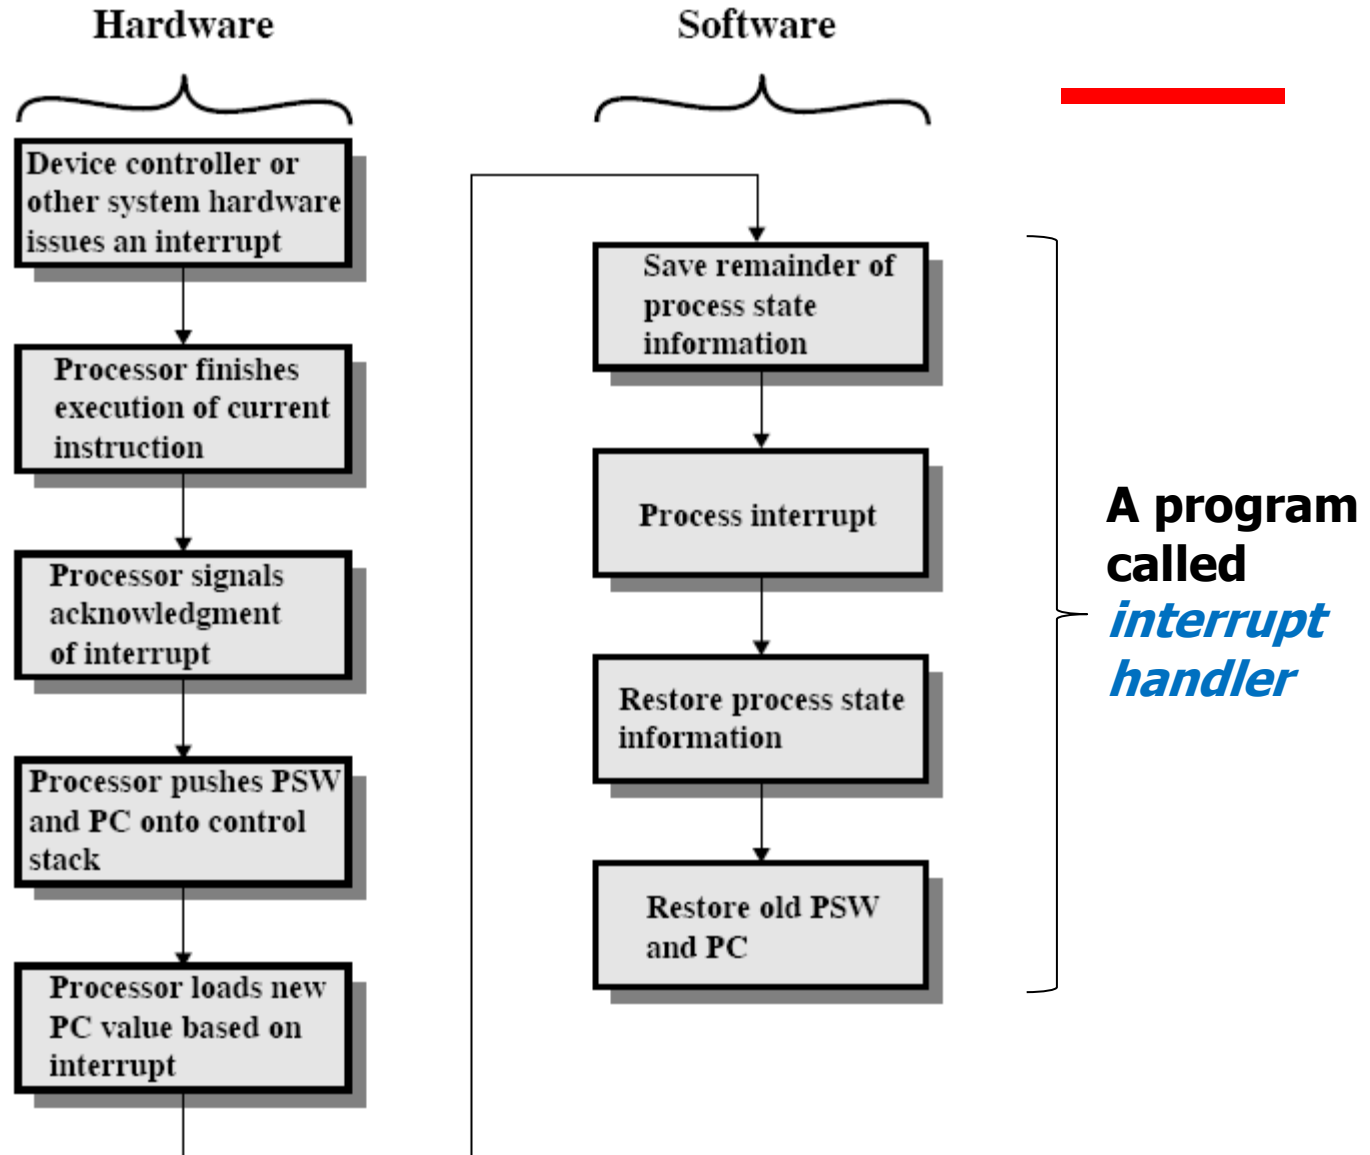 Hardware
Device controller or
other system hardware
issues an interrupt
Processor finishes
execution of current
instruction
Processor signals
acknowledgment
of interrupt
Processor pushes PSW
and PC onto control
stack
Processor loads new
PC value based on
interrupt
Software
Save remainder of
process state
information
Process interrupt
Restore process state
information
Restore old PSW
and PC
A program
called
interrupt
handler